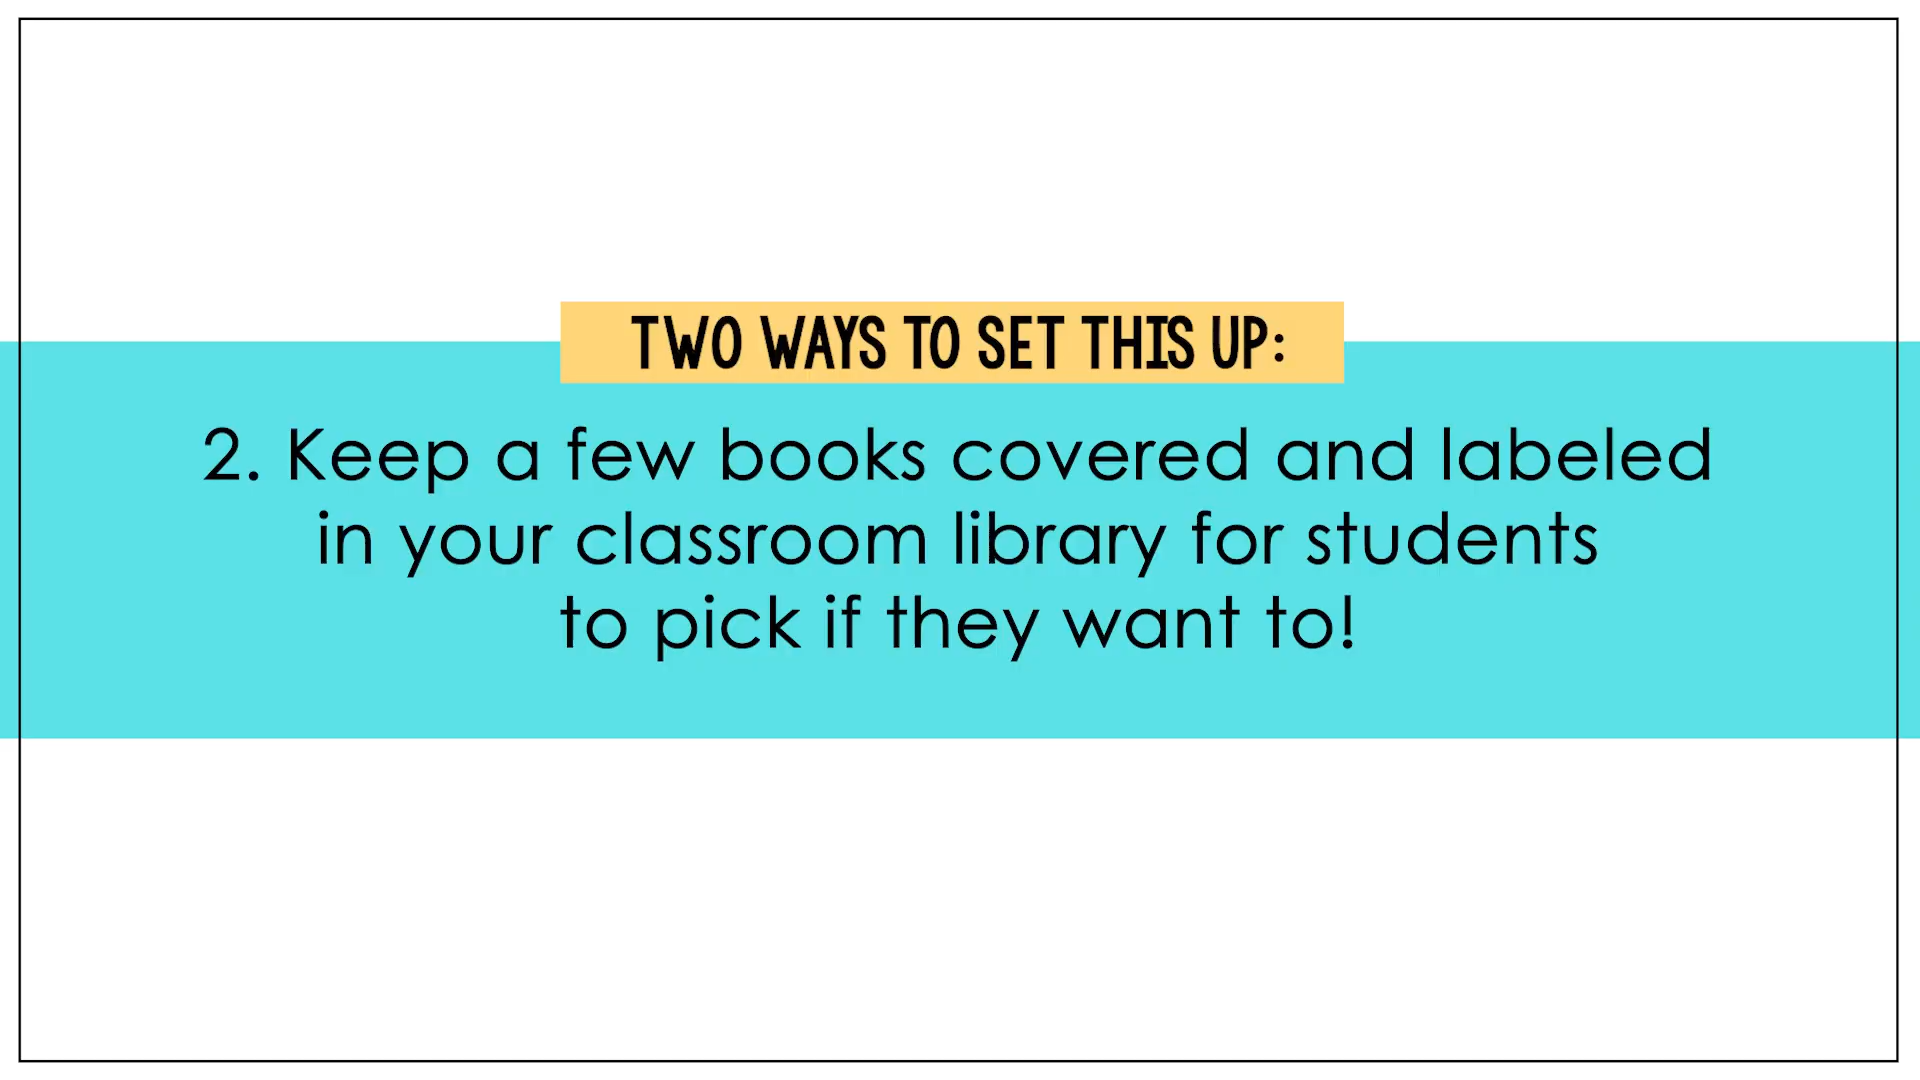 TWO WAYS TO SET THIS UP:
2. Keep a few books covered and labeled
in your classroom library for students
to pick if they want to!